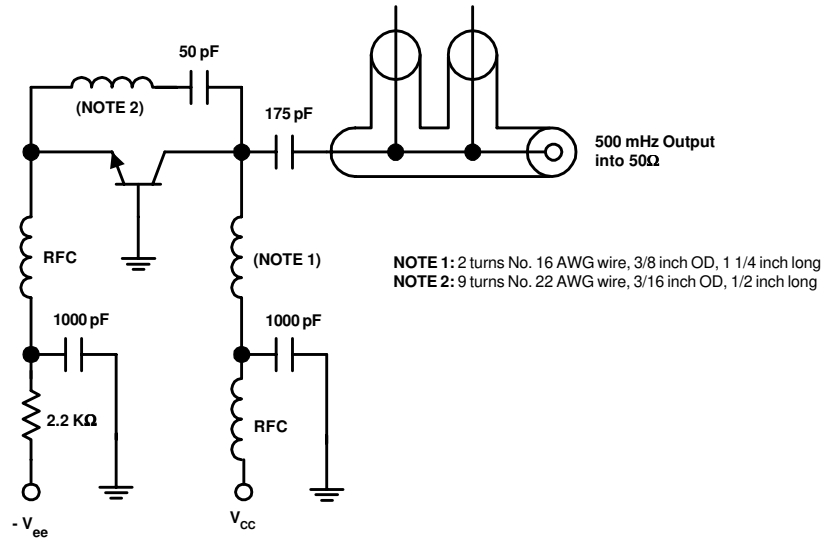 50 pF
(NOTE 2)
175 pF
500 mHz Output
into 50Ω
RFC
(NOTE 1)
NOTE 1: 2 turns No. 16 AWG wire, 3/8 inch OD, 1 1/4 inch long
NOTE 2: 9 turns No. 22 AWG wire, 3/16 inch OD, 1/2 inch long
1000 pF
1000 pF
2.2 KΩ
RFC
- Vee
VCC